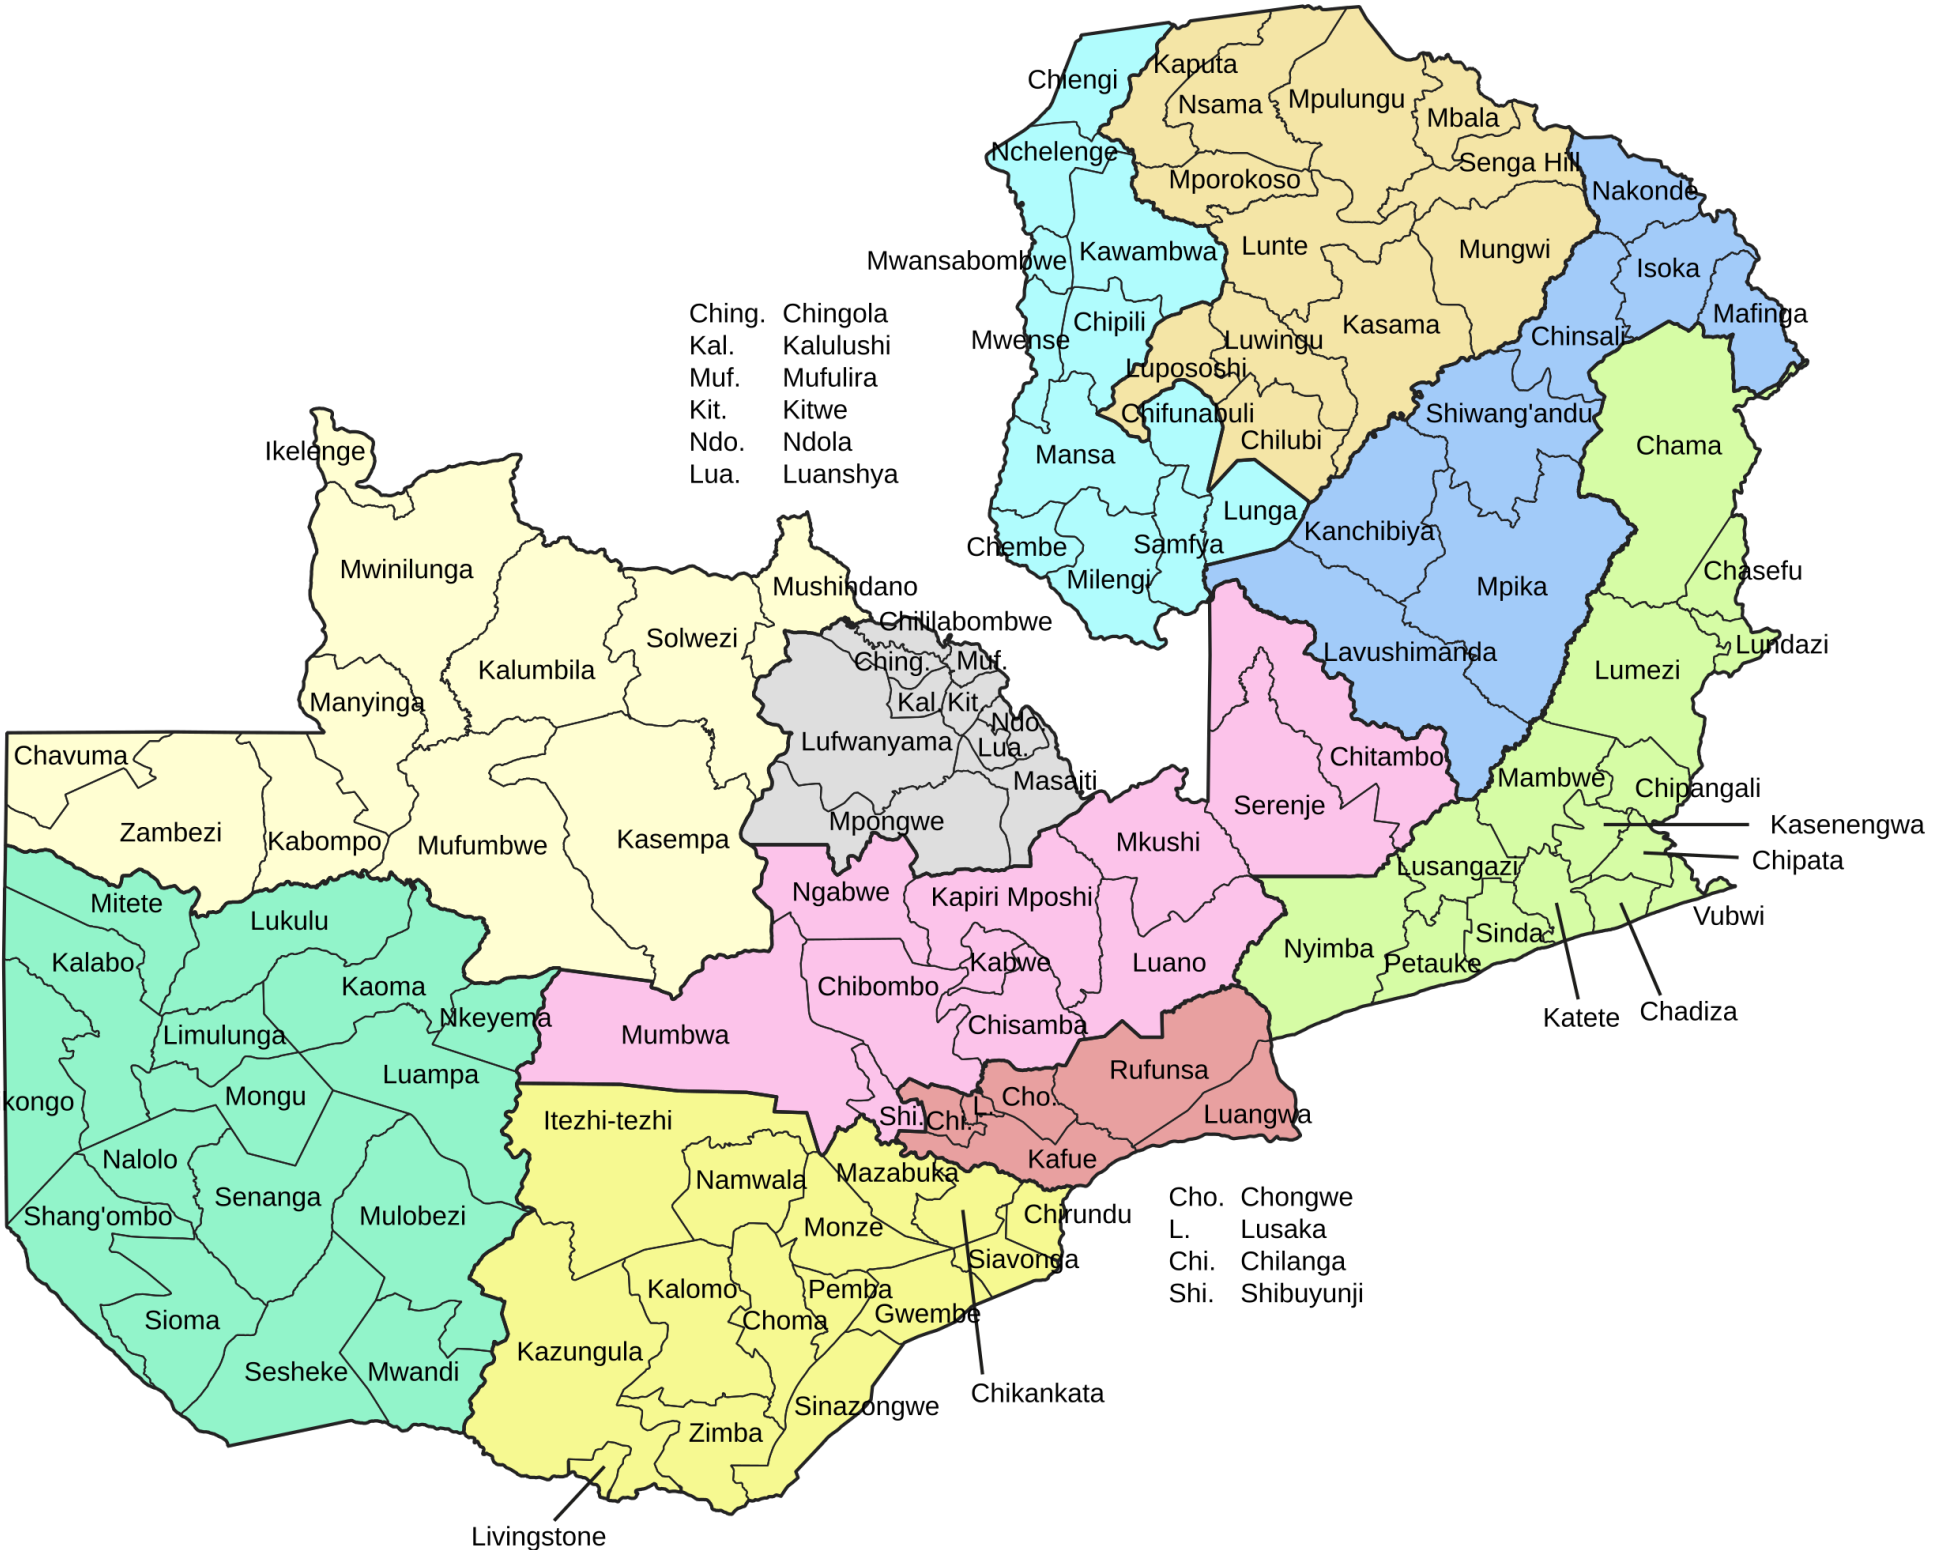 Chiengi
Kaputa
Nsama
Mpulungu
Mbala
Nchelenge
Mporokoso
Senga Hill
Nakonde
Mwansabombwe
Kawambwa
Lunte
Mungwi
Isoka
Mafinga
Chipili
Mwense
Luwingu
Kasama
Chinsali
Lupososhi
Chifunabuli
Chilubi
Shiwang'andu
Chama
Mansa
Lunga
Kanchibiya
Chembe
Samfya
Milengi
Mpika
Chasefu
Lavushimanda
Lundazi
Lumezi
Ching. Chingola
Kal. Kalulushi
Muf. Mufulira
Kit. Kitwe
Ndo. Ndola
Lua. Luanshya
Ikelenge
Mwinilunga
Mushindano
Chililabombwe
Solwezi
Kalumbila
Ching.
Muf.
Manyinga
Kal.
Kit.
Ndo.
Lufwanyama
Lua.
Chavuma
Masaiti
Chitambo
Mambwe
Chipangali
Serenje
Zambezi
Kabompo
Mufumbwe
Kasempa
Mpongwe
Mkushi
Kasenengwa
Chipata
Lusangazi
Mitete
Lukulu
Ngabwe
Kapiri Mposhi
Vubwi
Sinda
Nyimba
Petauke
Kalabo
Kaoma
Chibombo
Kabwe
Luano
Katete
Chadiza
Nkeyema
Limulunga
Mumbwa
Chisamba
Luampa
Rufunsa
Mongu
kongo
Itezhi-tezhi
Shi.
Chi.
L.
Cho.
Luangwa
Kafue
Nalolo
Senanga
Namwala
Mazabuka
Shang'ombo
Mulobezi
Monze
Chirundu
Siavonga
Cho. Chongwe
L. Lusaka
Chi. Chilanga
Shi. Shibuyunji
Kalomo
Pemba
Gwembe
Sioma
Choma
Kazungula
Sesheke
Mwandi
Chikankata
Sinazongwe
Zimba
Livingstone